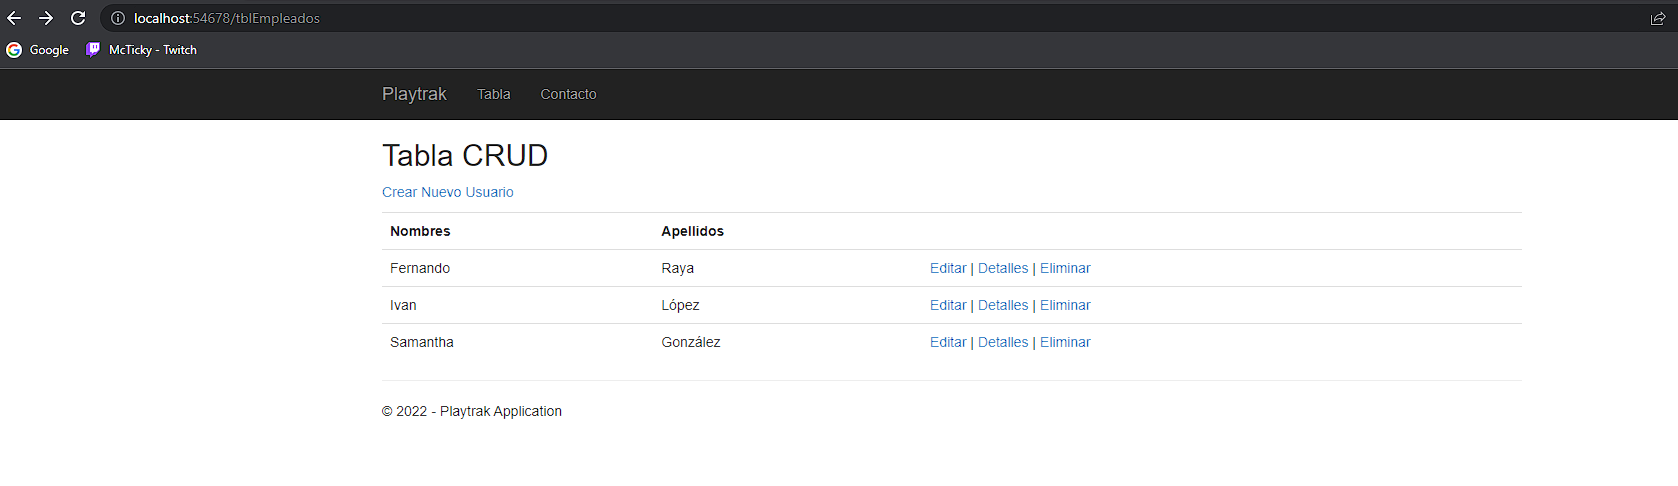 localhost:54678/tblEmpleados
Google McTicky - Twitch
Playtrak Tabla Contacto
Tabla CRUD
Crear Nuevo Usuario
Nombres Apellidos
Fernando Raya Editar | Detalles | Eliminar
Ivan López Editar | Detalles | Eliminar
Samantha González Editar | Detalles | Eliminar
© 2022 - Playtrak Application